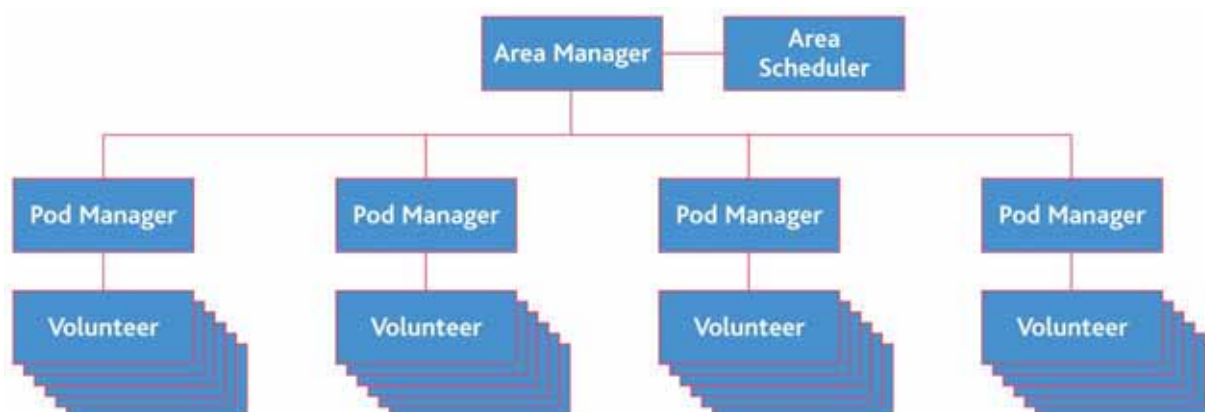 Area Manager
Area
Scheduler
Pod Manager
Pod Manager
Pod Manager
Pod Manager
Volunteer
Volunteer
Volunteer
Volunteer